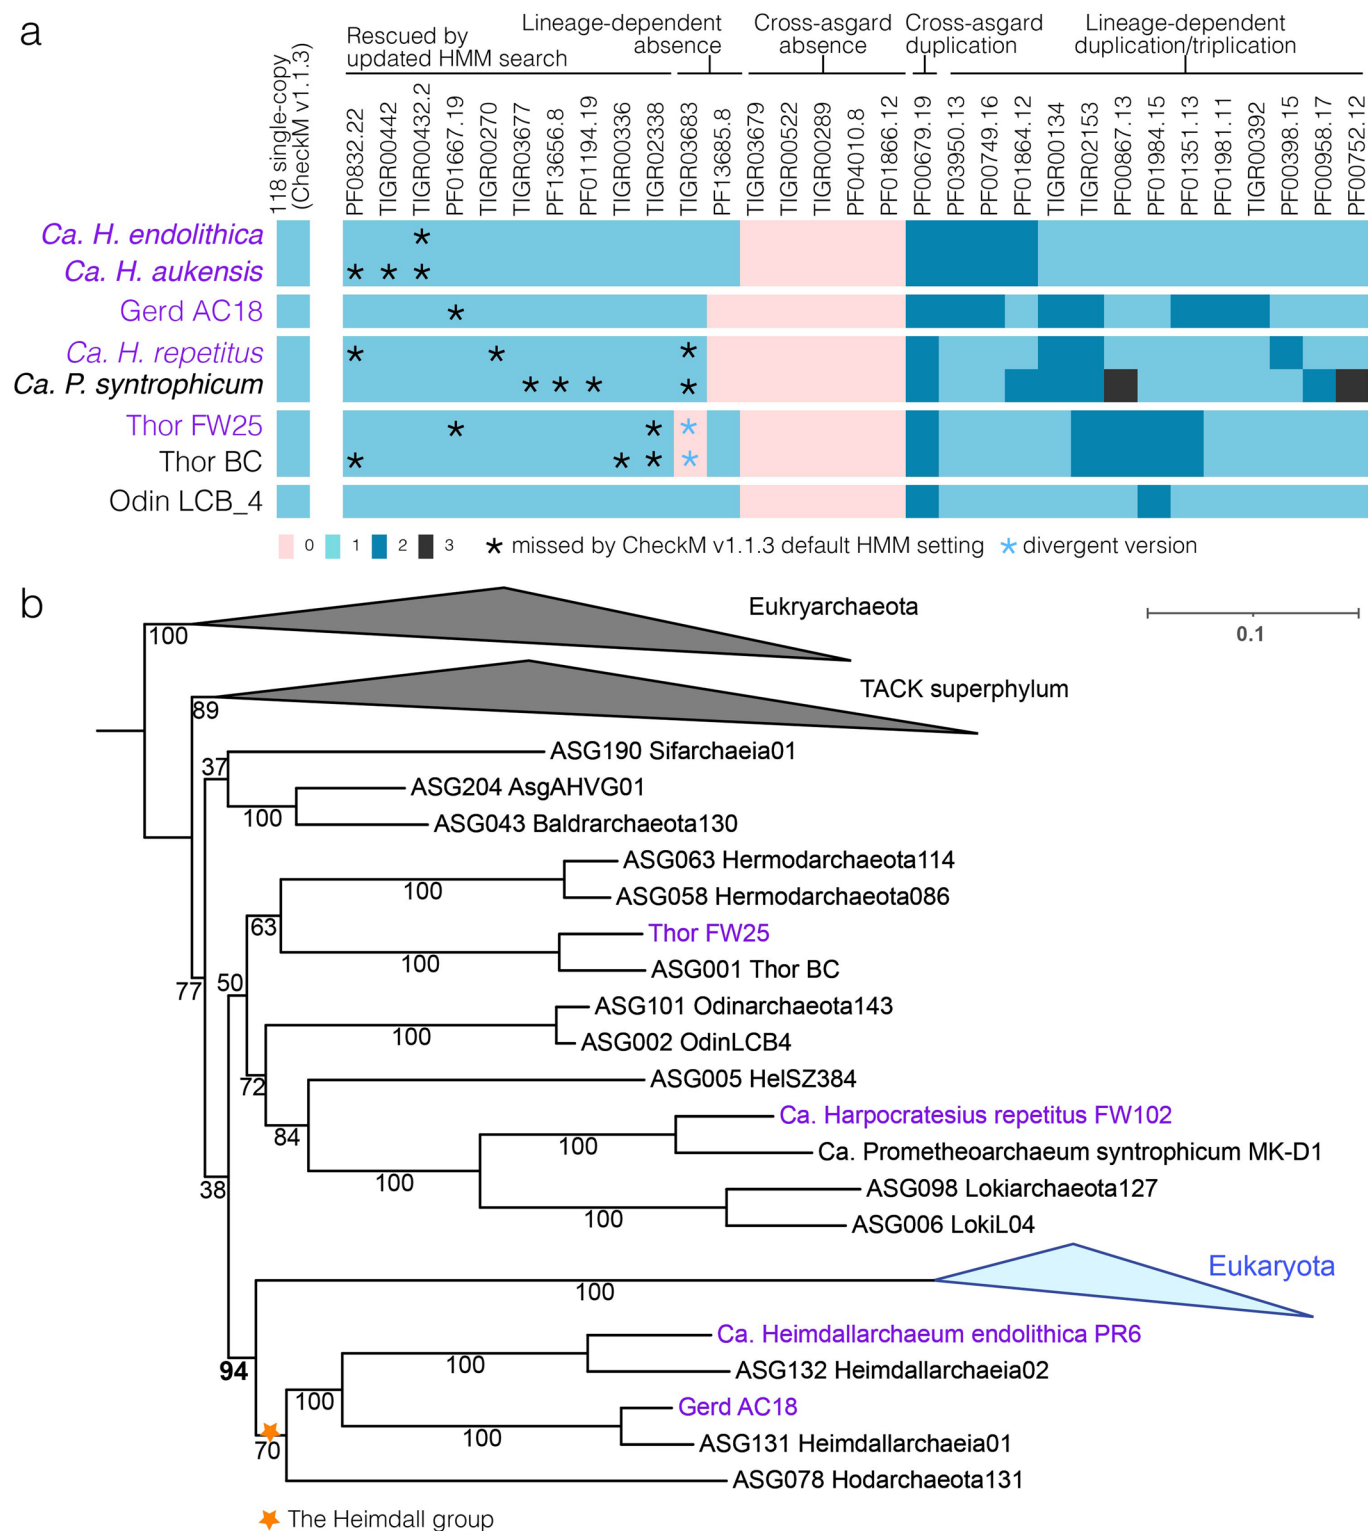 a
Rescued by
updated HMM search
Lineage-dependent
absence
Cross-asgard
absence
Cross-asgard
duplication
Lineage-dependent
duplication/triplication
118 single-copy
(CheckM v1.1.3)
PF0832.22
TIGR00442
TIGR00432.2
PF01667.19
TIGR00270
TIGR03677
PF13656.8
PF01194.19
TIGR00336
TIGR02338
TIGR03683
PF13685.8
TIGR03679
TIGR00522
TIGR00289
PF04010.8
PF01866.12
PF00679.19
PF03950.13
PF00749.16
PF01864.12
TIGR00134
TIGR02153
PF00867.13
PF01984.15
PF01351.13
PF01981.11
TIGR00392
PF00398.15
PF00958.17
PF00752.12
Ca. H. endolithica
Ca. H. aukensis
Gerd AC18
Ca. H. repetitus
Ca. P. syntrophicum
Thor FW25
Thor BC
Odin LCB_4
0 1 2 3 * missed by CheckM v1.1.3 default HMM setting * divergent version
b
Eukryarchaeota
0.1
100
TACK superphylum
89
ASG190 Sifarchaeia01
37
ASG204 AsgAHVG01
100
ASG043 Baldrarchaeota130
ASG063 Hermodarchaeota114
100
ASG058 Hermodarchaeota086
63
Thor FW25
100
ASG001 Thor BC
77
50
ASG101 Odinarchaeota143
100
ASG002 OdinLCB4
72
ASG005 HelSZ384
84
Ca. Harpocratesius repetitus FW102
100
Ca. Prometheoarchaeum syntrophicum MK-D1
100
38
ASG098 Lokiarchaeota127
100
ASG006 LokiL04
Eukaryota
100
Ca. Heimdallarchaeum endolithica PR6
94
100
ASG132 Heimdallarchaeia02
100
Gerd AC18
100
ASG131 Heimdallarchaeia01
70
ASG078 Hodarchaeota131
The Heimdall group